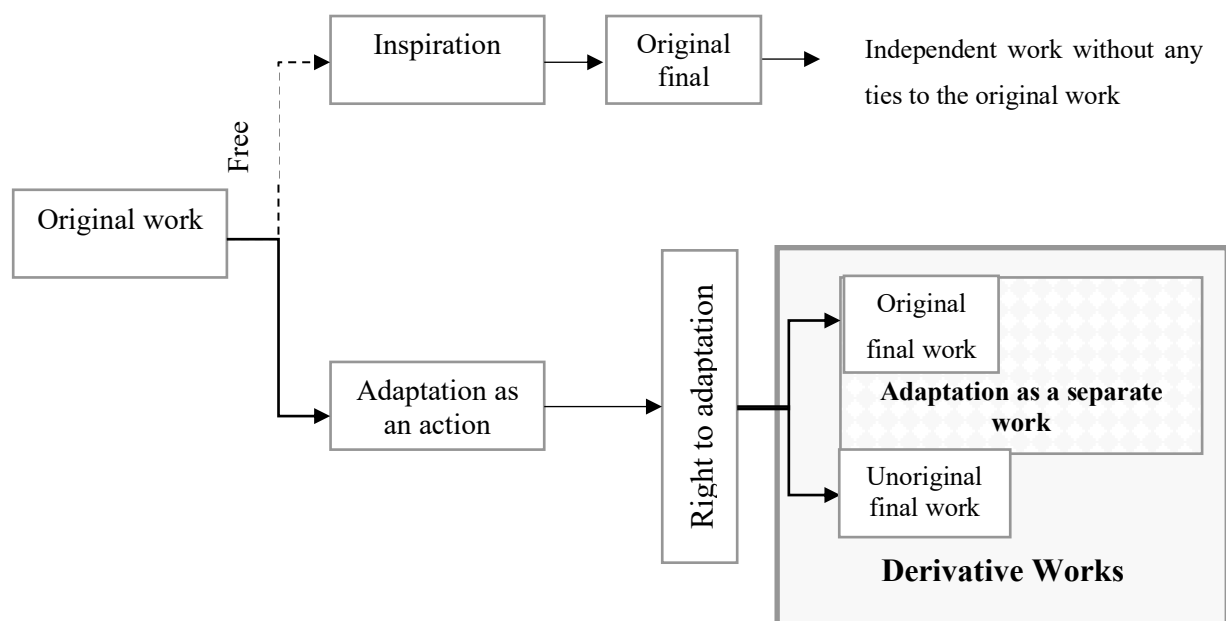 Inspiration
Original
final
Independent work without any
ties to the original work
Free
Original work
Adaptation as
an action
Right to adaptation
Original
final work
Adaptation as a separate
work
Unoriginal
final work
Derivative Works